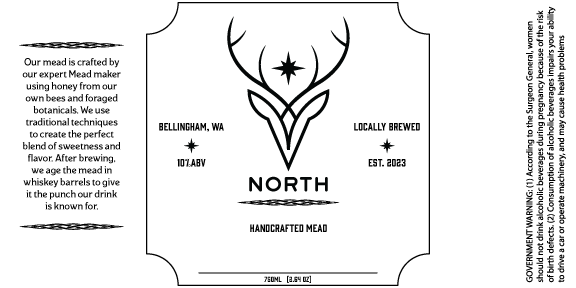 Our mead is crafted by
our expert Mead maker
using honey from our
own bees and foraged
botanicals. We use
traditional techniques
to create the perfect
blend of sweetness and
flavor. After brewing,
we age the mead in
whiskey barrels to give
it the punch our drink
is known for.
BELLINGHAM, WA
10% ABV
LOCALLY BREWED
EST. 2023
NORTH
HANDCRAFTED MEAD
750ML (3.64 OZ)
GOVERNMENT WARNING: (1) According to the Surgeon General, women
should not drink alcoholic beverages during pregnancy because of the risk
of birth defects. (2) Consumption of alcoholic beverages impairs your ability
to drive a car or operate machinery, and may cause health problems